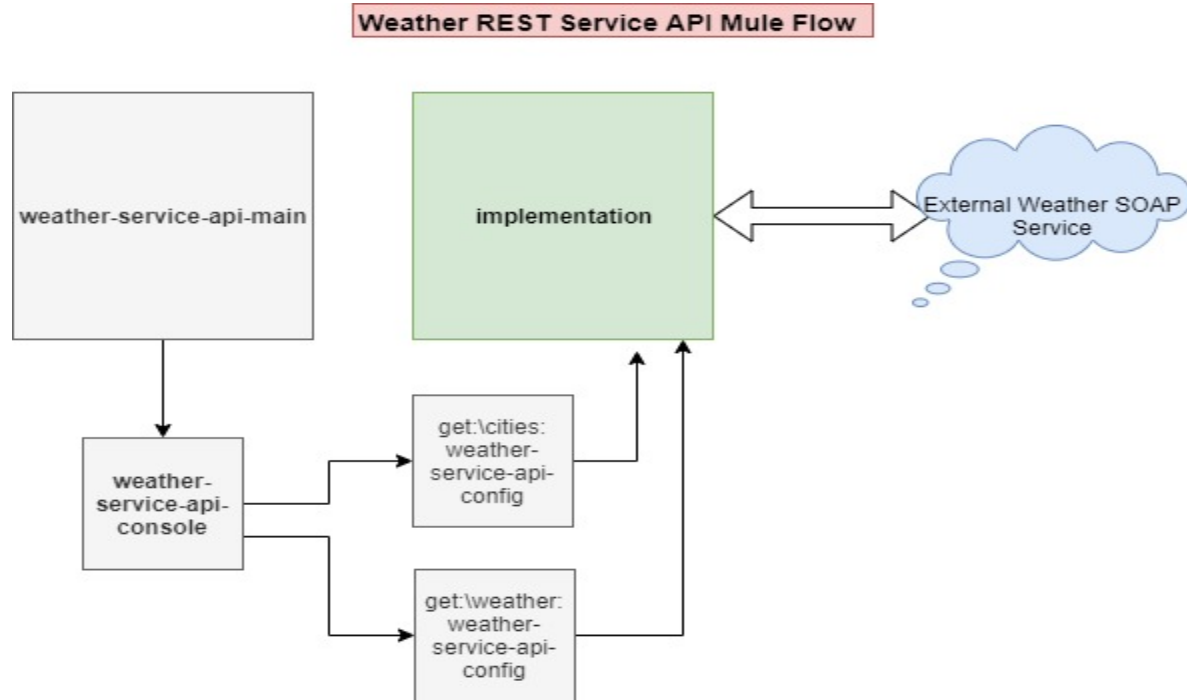 Weather REST Service API Mule Flow
weather-service-api-main
implementation
External Weather SOAP
Service
weather-
service-api-
console
get:\cities:
weather-
service-api-
config
get:\weather:
weather-
service-api-
config